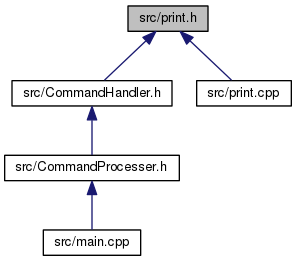 src/print.h
src/CommandHandler.h
src/print.cpp
src/CommandProcesser.h
src/main.cpp